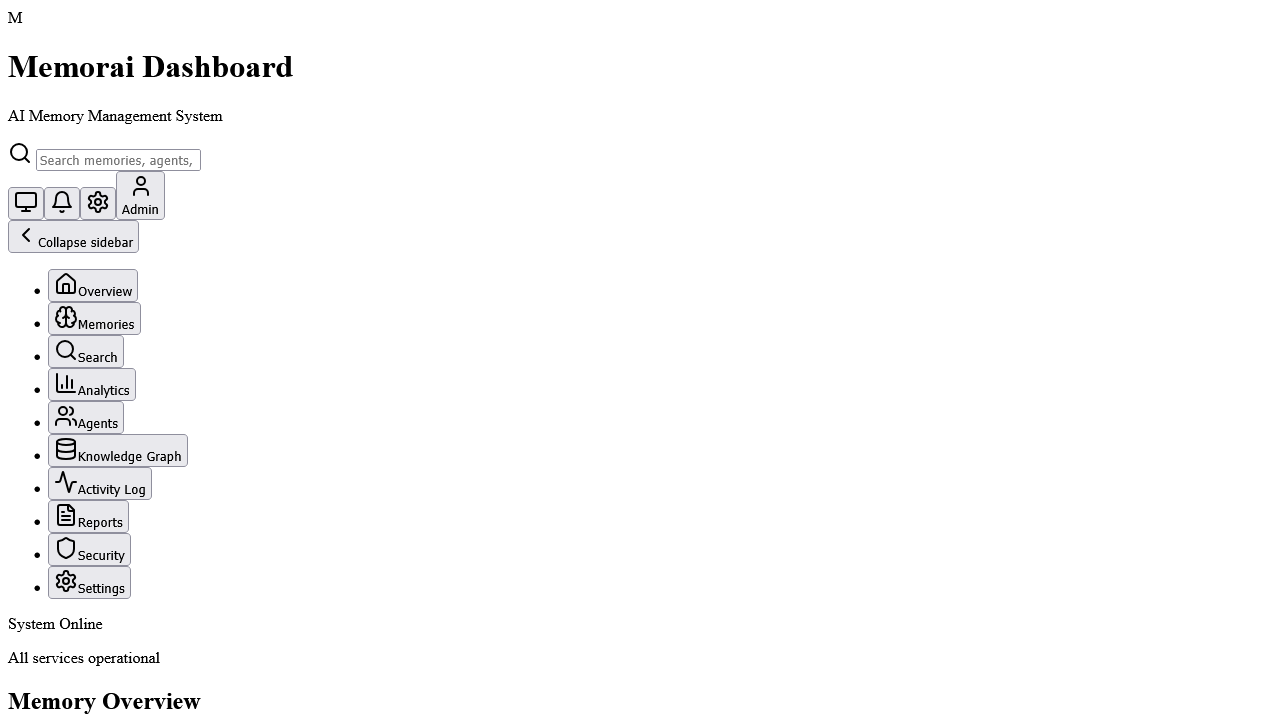 M
Memorai Dashboard
AI Memory Management System
Search memories, agents,
Admin
Collapse sidebar
Overview
Memories
Search
Analytics
Agents
Knowledge Graph
Activity Log
Reports
Security
Settings
System Online
All services operational
Memory Overview